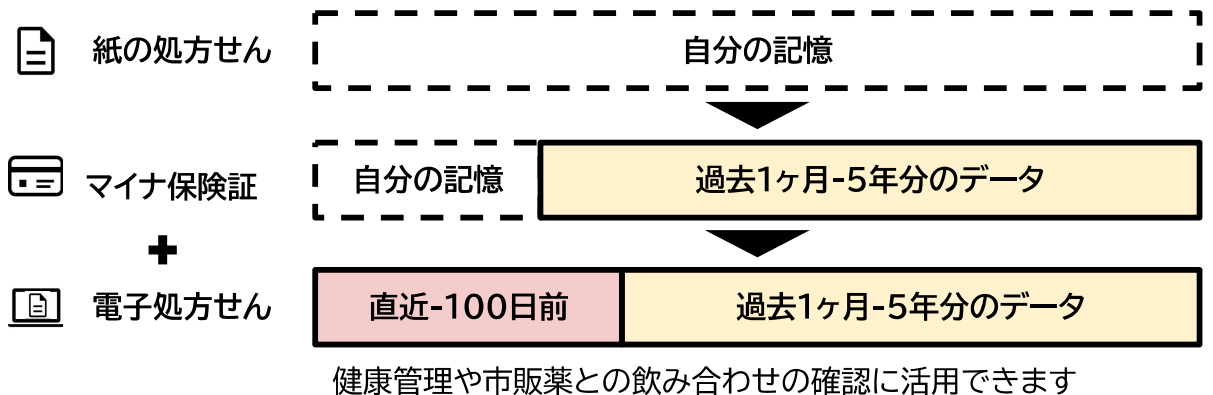 紙の処方せん
自分の記憶
マイナ保険証
自分の記憶
過去1ヶ月-5年分のデータ
電子処方せん
直近-100日前
過去1ヶ月-5年分のデータ
健康管理や市販薬との飲み合わせの確認に活用できます